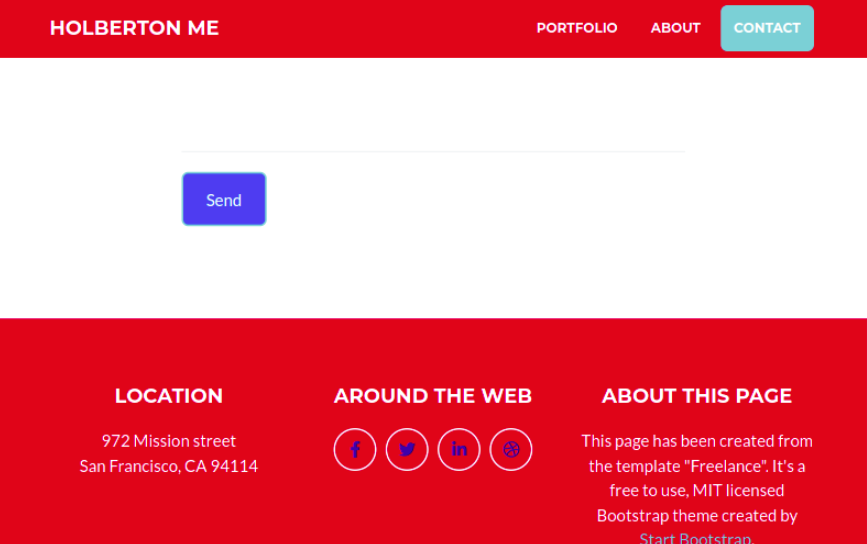 HOLBERTON ME
PORTFOLIO
ABOUT
CONTACT
Send
LOCATION
972 Mission street
San Francisco, CA 94114
AROUND THE WEB
ABOUT THIS PAGE
This page has been created from
the template "Freelance". It's a
free to use, MIT licensed
Bootstrap theme created by
Start Bootstrap.